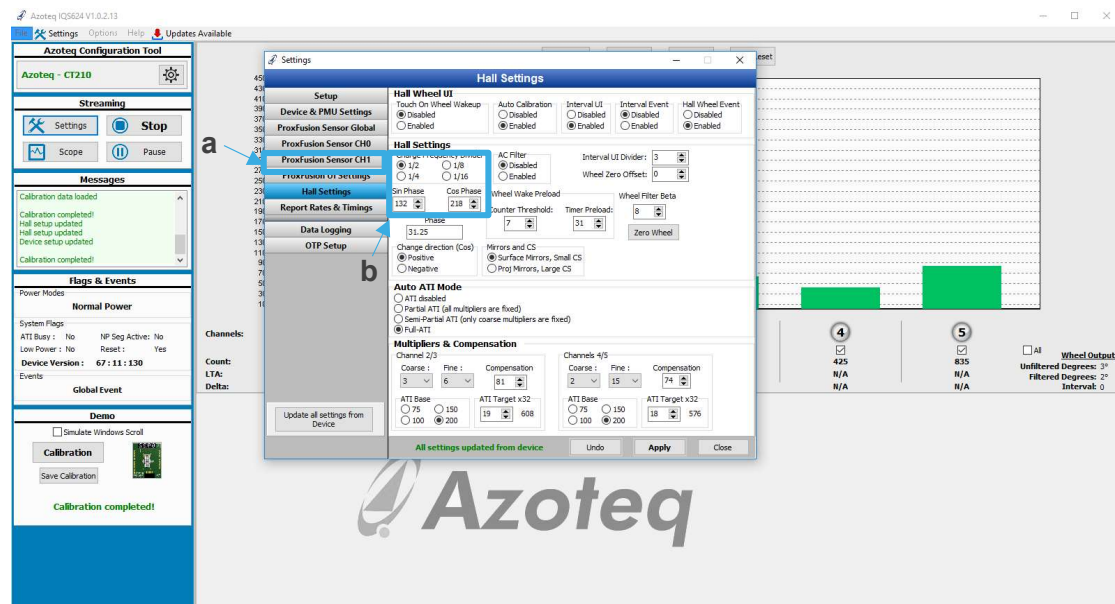 Azoteq IQS624 V1.0.2.13
File Settings Options Help Updates Available
Azoteq Configuration Tool
Azoteq - CT210
Streaming
Settings Stop
Scope Pause
Messages
Calibration data loaded
Calibration completed!
Hall setup updated
Hall setup updated
Device setup updated
Calibration completed!
Flags & Events
Power Modes
Normal Power
System Flags
ATI Busy : No NP Seg Active: No
Low Power : No Reset : Yes
Device Version : 67 : 11 : 130
Events
Global Event
Demo
Simulate Windows Scroll
Calibration
Save Calibration
Calibration completed!
a
b
Settings
Hall Settings
Setup
Device & PMU Settings
ProxFusion Sensor Global
ProxFusion Sensor CH0
ProxFusion Sensor CH1
ProxFusion UI Settings
Hall Settings
Report Rates & Timings
Data Logging
OTP Setup
Update all settings from
Device
Hall Wheel UI
Touch On Wheel Wakeup Auto Calibration Interval UI Interval Event Hall Wheel Event
Disabled Disabled Disabled Disabled Disabled
Enabled Enabled Enabled Enabled Enabled
Hall Settings
Charge Frequency Divider AC Filter Interval UI Divider: 3
1/2 1/8 Disabled
1/4 1/16 Enabled Wheel Zero Offset: 0
Sin Phase Cos Phase Wheel Wake Preload Wheel Filter Beta
132 218 Counter Threshold: Timer Preload: 8
Phase 7 31 Zero Wheel
31.25
Change direction (Cos) Mirrors and CS
Positive Surface Mirrors, Small CS
Negative Proj Mirrors, Large CS
Auto ATI Mode
ATI disabled
Partial ATI (all multipliers are fixed)
Semi-Partial ATI (only coarse multipliers are fixed)
Full-ATI
Multipliers & Compensation
Channel 2/3 Channels 4/5
Coarse : Fine : Compensation Coarse : Fine : Compensation
3 6 81 2 15 74
ATI Base ATI Target x32 ATI Base ATI Target x32
75 150 19 608 75 150 18 576
100 200 100 200
All settings updated from device Undo Apply Close
Channels: 4 5
All Wheel Output
Count: 425 835 Unfiltered Degrees: 3°
LTA: N/A N/A Filtered Degrees: 2°
Delta: N/A N/A Interval: 0
Azoteq